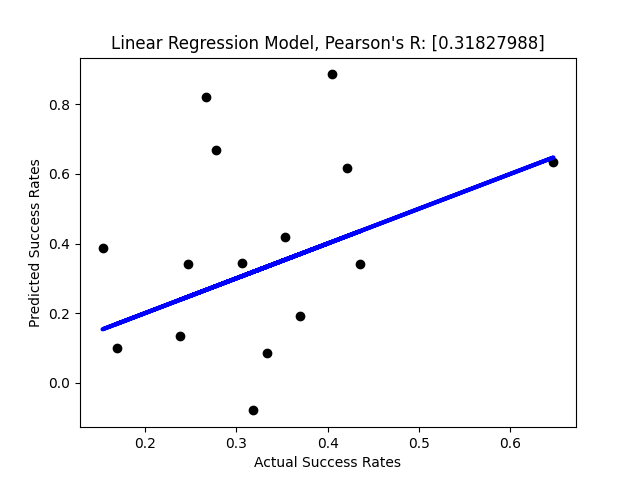 Linear Regression Model, Pearson's R: [0.31827988]
0.8
0.6
0.4
0.2
0.0
Predicted Success Rates
0.2 0.3 0.4 0.5 0.6
Actual Success Rates